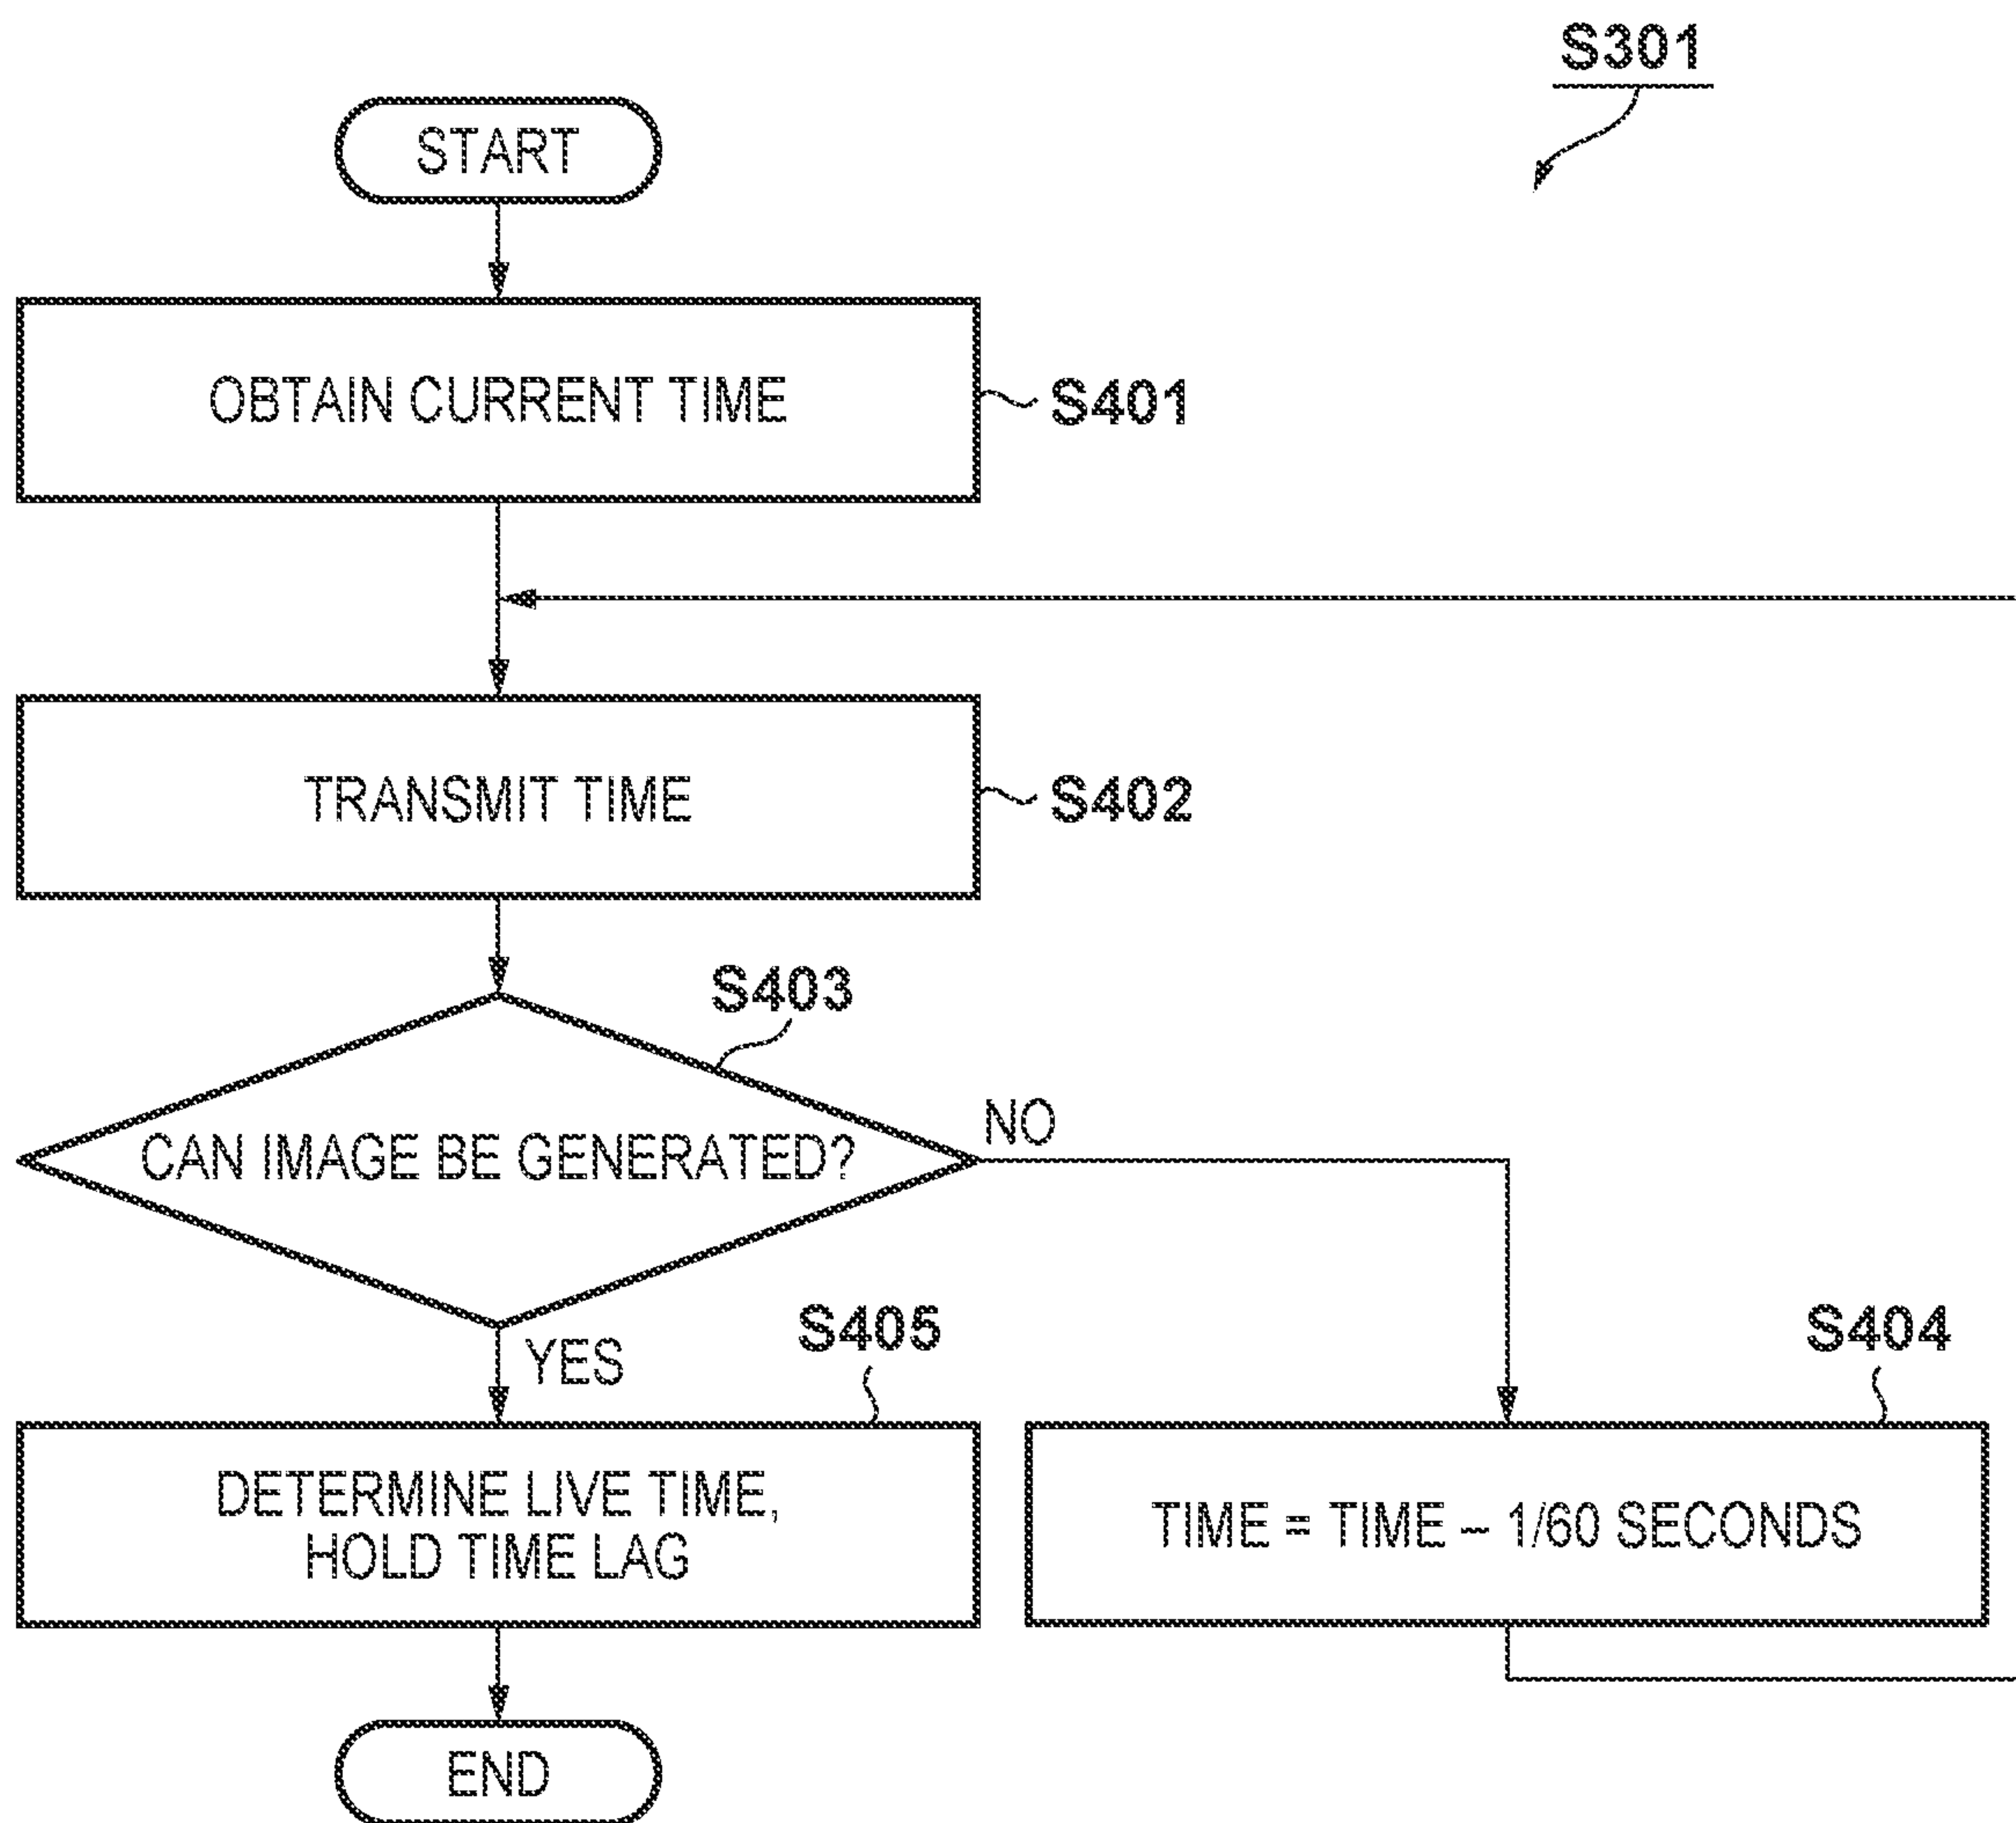 S301
START
OBTAIN CURRENT TIME
S401
TRANSMIT TIME
S402
S403
CAN IMAGE BE GENERATED?
NO
YES
S405
S404
DETERMINE LIVE TIME,
HOLD TIME LAG
TIME = TIME – 1/60 SECONDS
END